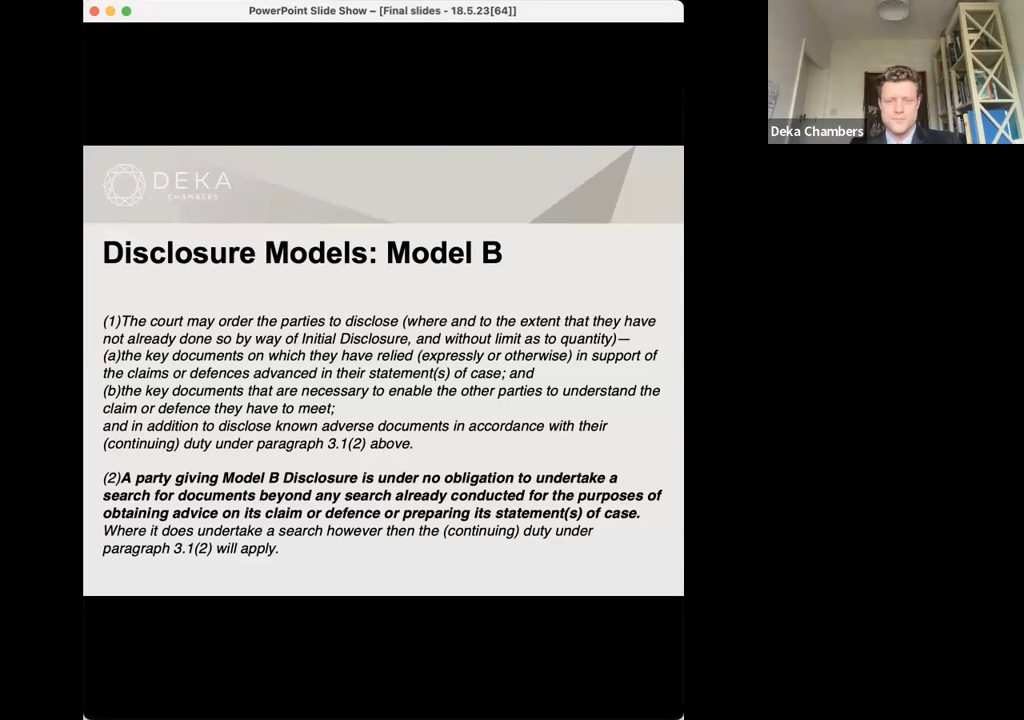 PowerPoint Slide Show – [Final slides - 18.5.23[64]]
Deka Chambers
DEKA
CHAMBERS
Disclosure Models: Model B
(1)The court may order the parties to disclose (where and to the extent that they have
not already done so by way of Initial Disclosure, and without limit as to quantity)—
(a)the key documents on which they have relied (expressly or otherwise) in support of
the claims or defences advanced in their statement(s) of case; and
(b)the key documents that are necessary to enable the other parties to understand the
claim or defence they have to meet;
and in addition to disclose known adverse documents in accordance with their
(continuing) duty under paragraph 3.1(2) above.
(2)A party giving Model B Disclosure is under no obligation to undertake a
search for documents beyond any search already conducted for the purposes of
obtaining advice on its claim or defence or preparing its statement(s) of case.
Where it does undertake a search however then the (continuing) duty under
paragraph 3.1(2) will apply.